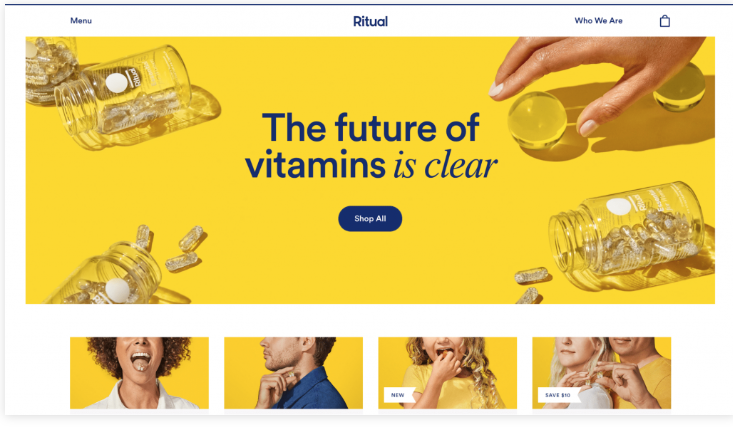 Menu
Ritual
Who We Are
The future of
vitamins is clear
Shop All
NEW
SAVE $10